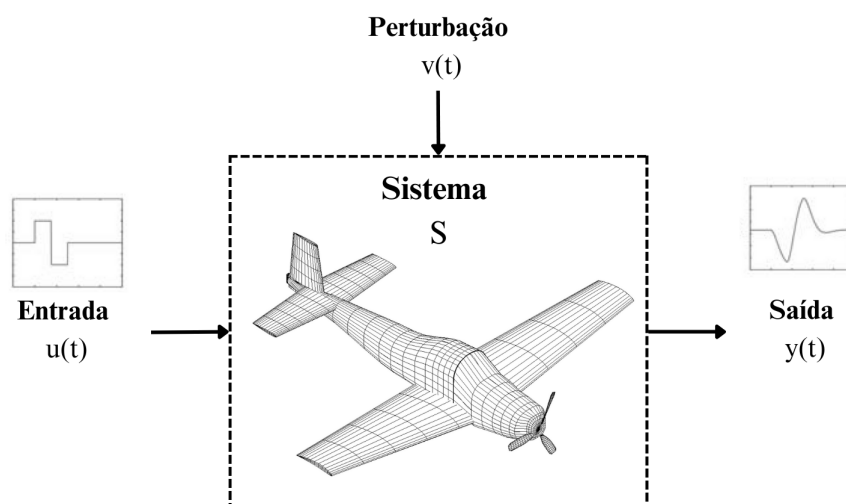 Perturbação
v(t)
Sistema
S
Entrada
u(t)
Saída
y(t)